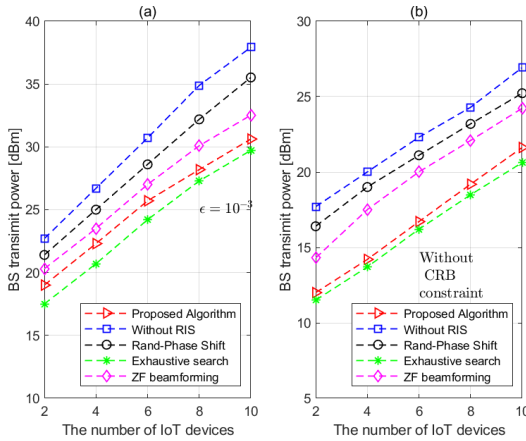 (a)
BS transimit power [dBm]
40
35
30
25
20
15
10
ϵ = 10⁻³
Proposed Algorithm
Without RIS
Rand-Phase Shift
Exhaustive search
ZF beamforming
2 4 6 8 10
The number of IoT devices
(b)
BS transimit power [dBm]
30
25
20
15
10
5
Without
CRB
constraint
Proposed Algorithm
Without RIS
Rand-Phase Shift
Exhaustive search
ZF beamforming
2 4 6 8 10
The number of IoT devices